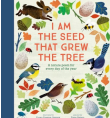 I AM
THE SEED
THAT GREW
THE TREE
A nature poem for
every day of the year